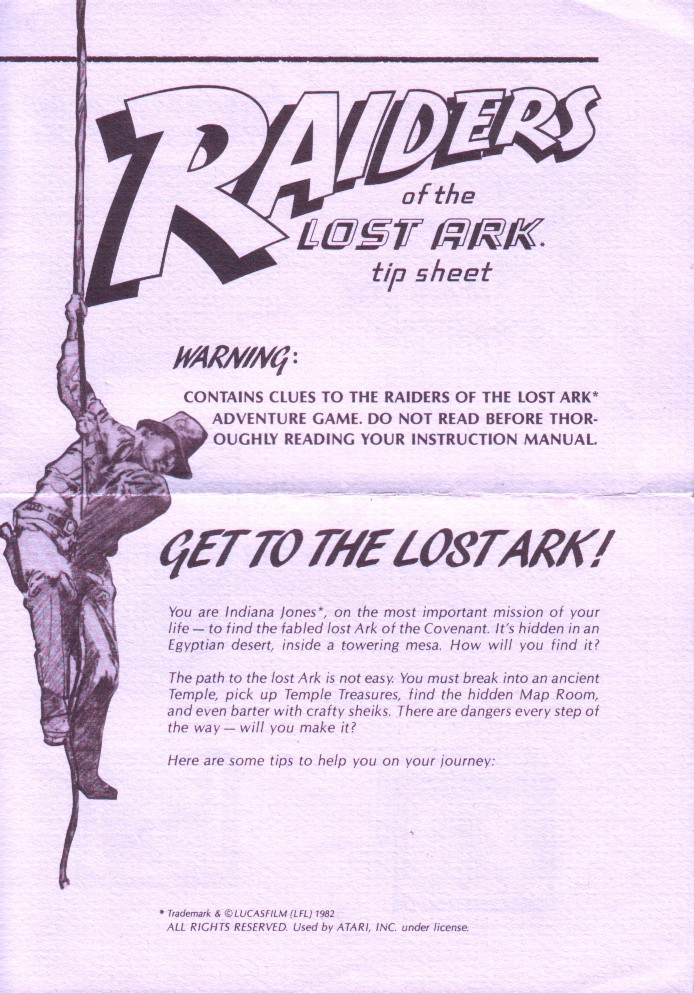 RAIDERS
of the
LOST ARK.
tip sheet
WARNING:
CONTAINS CLUES TO THE RAIDERS OF THE LOST ARK*
ADVENTURE GAME. DO NOT READ BEFORE THOR-
OUGHLY READING YOUR INSTRUCTION MANUAL.
GET TO THE LOST ARK!
You are Indiana Jones*, on the most important mission of your
life — to find the fabled lost Ark of the Covenant. It's hidden in an
Egyptian desert, inside a towering mesa. How will you find it?
The path to the lost Ark is not easy. You must break into an ancient
Temple, pick up Temple Treasures, find the hidden Map Room,
and even barter with crafty sheiks. There are dangers every step of
the way — will you make it?
Here are some tips to help you on your journey:
* Trademark & © LUCASFILM (LFL) 1982
ALL RIGHTS RESERVED. Used by ATARI, INC. under license.